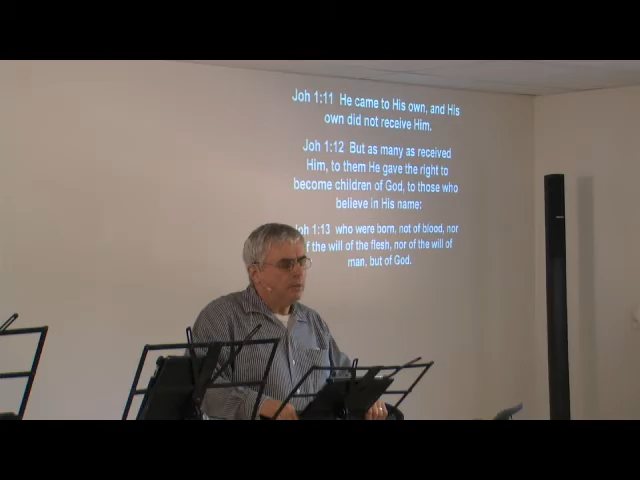 Joh 1:11 He came to His own, and His
own did not receive Him.
Joh 1:12 But as many as received
Him, to them He gave the right to
become children of God, to those who
believe in His name:
Joh 1:13 who were born, not of blood, nor
of the will of the flesh, nor of the will of
man, but of God.